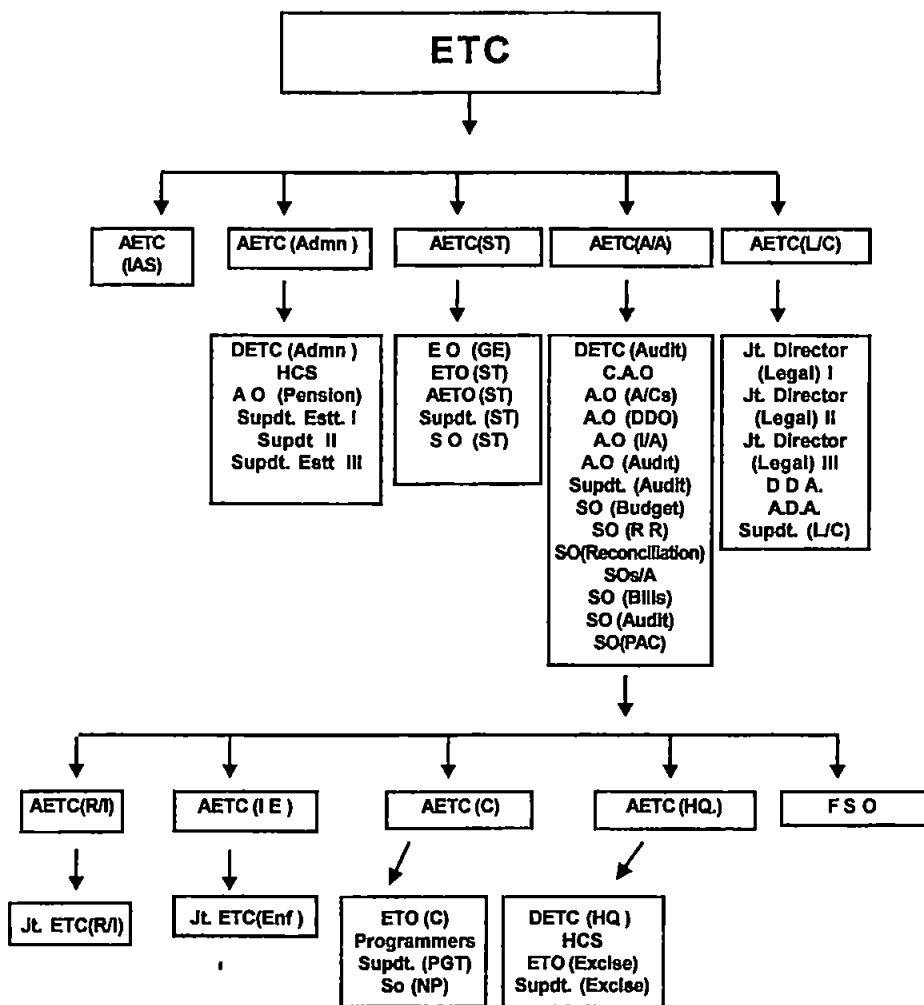 ETC
AETC
(IAS)
AETC (Admn )
AETC(ST)
AETC(A/A)
AETC(L/C)
DETC (Admn )
HCS
A O (Pension)
Supdt. Estt. I
Supdt II
Supdt. Estt III
E O (GE)
ETO (ST)
AETO (ST)
Supdt. (ST)
S O (ST)
DETC (Audit)
C.A.O
A.O (A/Cs)
A.O (DDO)
A.O (I/A)
A.O (Audit)
Supdt. (Audit)
SO (Budget)
SO (R R)
SO(Reconciliation)
SOs/A
SO (Bills)
SO (Audit)
SO(PAC)
Jt. Director
(Legal) I
Jt. Director
(Legal) II
Jt. Director
(Legal) III
D D A.
A.D.A.
Supdt. (L/C)
AETC(R/I)
AETC (I E )
AETC (C)
AETC (HQ.)
F S O
Jt. ETC(R/I)
Jt. ETC(Enf )
ETO (C)
Programmers
Supdt. (PGT)
So (NP)
DETC (HQ )
HCS
ETO (Excise)
Supdt. (Excise)